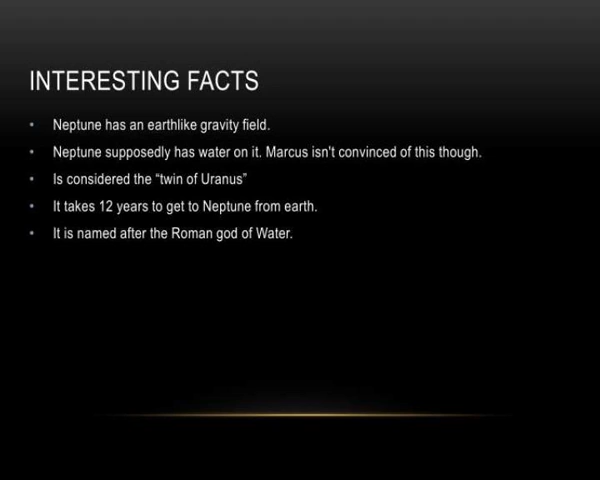 INTERESTING FACTS
• Neptune has an earthlike gravity field.
• Neptune supposedly has water on it. Marcus isn't convinced of this though.
• Is considered the “twin of Uranus”
• It takes 12 years to get to Neptune from earth.
• It is named after the Roman god of Water.